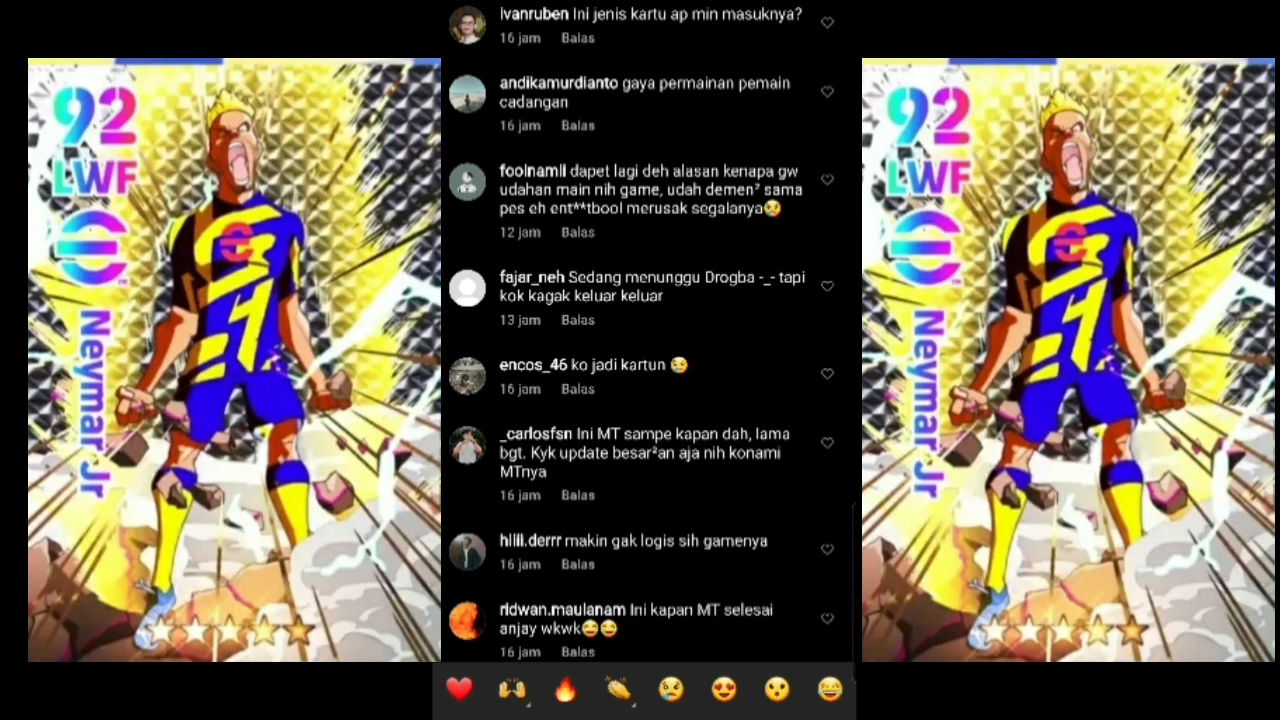 92
LWF
Neymar Jr
ivanruben Ini jenis kartu ap min masuknya?
16 jam Balas
andikamurdianto gaya permainan pemain
cadangan
16 jam Balas
foolnamli dapet lagi deh alasan kenapa gw
udahan main nih game, udah demen² sama
pes eh ent**tbool merusak segalanya😢
12 jam Balas
fajar_neh Sedang menunggu Drogba -_- tapi
kok kagak keluar keluar
13 jam Balas
encos_46 ko jadi kartun 😢
16 jam Balas
_carlosfsn Ini MT sampe kapan dah, lama
bgt. Kyk update besar²an aja nih konami
MTnya
16 jam Balas
hiiii.derrr makin gak logis sih gamenya
16 jam Balas
ridwan.maulanam Ini kapan MT selesai
anjay wkwk😅😅
16 jam Balas
92
LWF
Neymar Jr